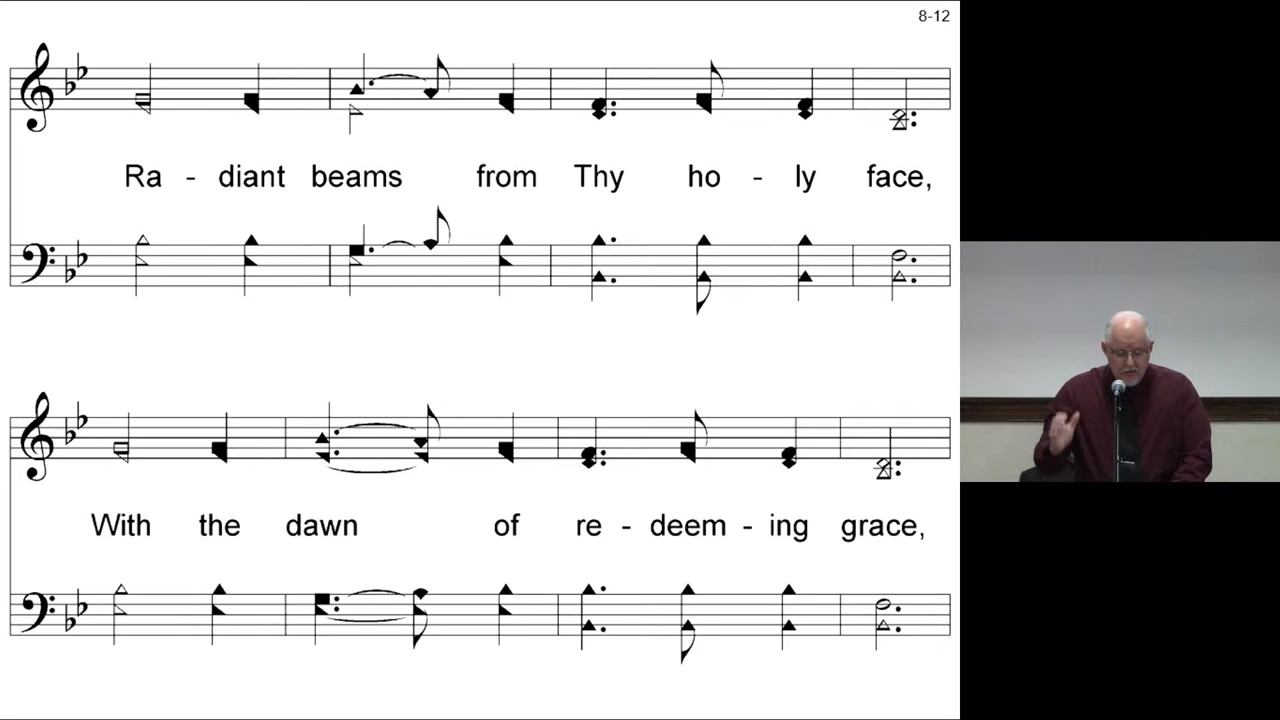 8-12
Ra - diant beams from Thy ho - ly face,
With the dawn of re - deem - ing grace,